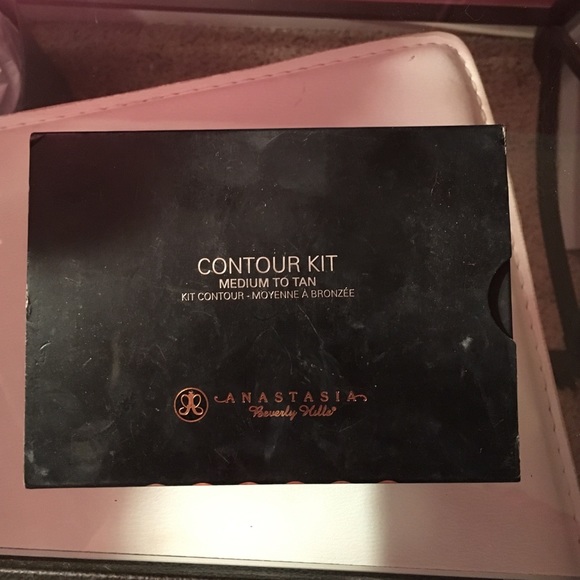 CONTOUR KIT
MEDIUM TO TAN
KIT CONTOUR - MOYENNE À BRONZÉE
ANASTASIA
Beverly Hills®